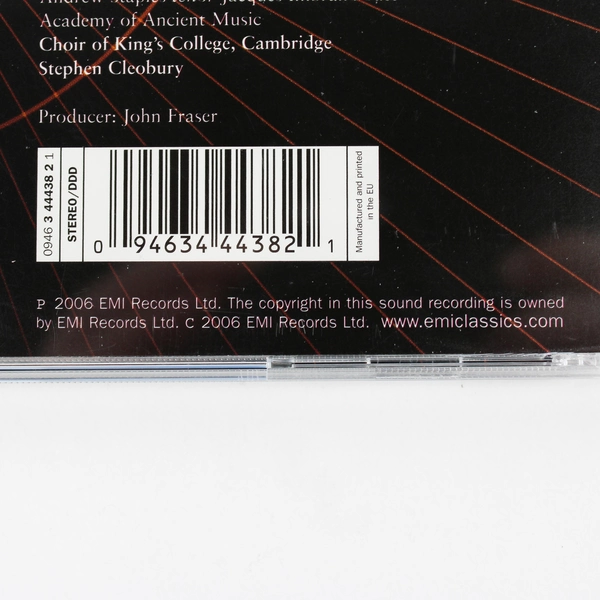 Academy of Ancient Music
Choir of King's College, Cambridge
Stephen Cleobury
Producer: John Fraser
0946 3 44438 2 1
STEREO/DDD
0 94634 44382 1
Manufactured and printed
in the EU
P 2006 EMI Records Ltd. The copyright in this sound recording is owned
by EMI Records Ltd. C 2006 EMI Records Ltd. www.emiclassics.com